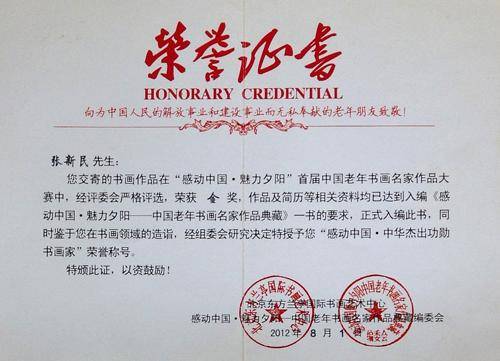 荣誉证书
HONORARY CREDENTIAL
向为中国人民的解放事业和建设事业而无私奉献的老年朋友致敬！
张新民 先生：
您交寄的书画作品在“感动中国·魅力夕阳”首届中国老年书画名家作品大
赛中，经评委会严格评选，荣获 金 奖，作品及简历等相关资料均已达到入编《感
动中国·魅力夕阳——中国老年书画名家作品典藏》一书的要求，正式入编此书，同
时鉴于您在书画领域的造诣，经组委会研究决定特授予您“感动中国·中华杰出功勋
书画家”荣誉称号。
特颁此证，以资鼓励！
北京东方兰亭国际书画艺术中心
感动中国·魅力夕阳——中国老年书画名家作品典藏编委会
2012年 8 月 1 日